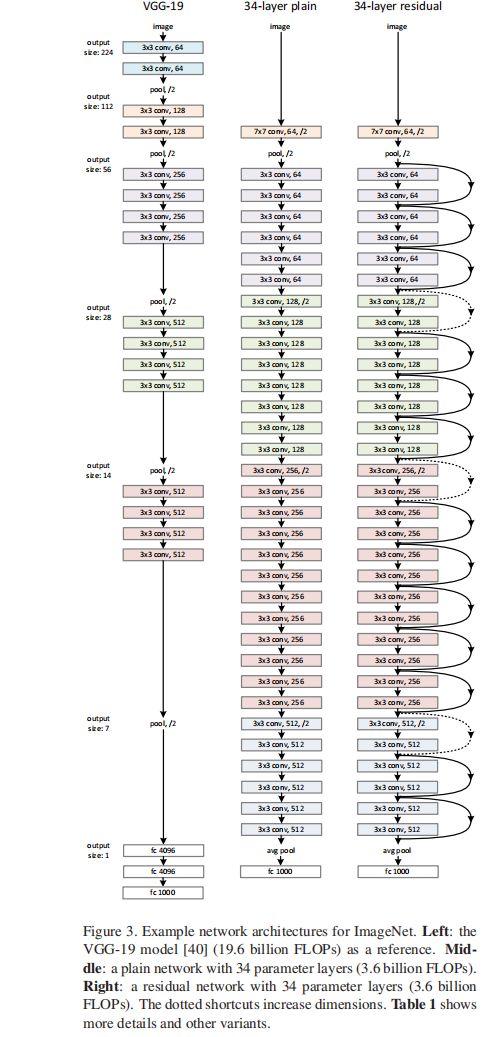 VGG-19
34-layer plain
34-layer residual
output
size: 224
output
size: 112
output
size: 56
output
size: 28
output
size: 14
output
size: 7
output
size: 1
image
3x3 conv, 64
3x3 conv, 64
pool, /2
3x3 conv, 128
3x3 conv, 128
pool, /2
3x3 conv, 256
3x3 conv, 256
3x3 conv, 256
3x3 conv, 256
pool, /2
3x3 conv, 512
3x3 conv, 512
3x3 conv, 512
3x3 conv, 512
pool, /2
3x3 conv, 512
3x3 conv, 512
3x3 conv, 512
3x3 conv, 512
pool, /2
fc 4096
fc 4096
fc 1000
image
7x7 conv, 64, /2
pool, /2
3x3 conv, 64
3x3 conv, 64
3x3 conv, 64
3x3 conv, 64
3x3 conv, 64
3x3 conv, 64
3x3 conv, 128, /2
3x3 conv, 128
3x3 conv, 128
3x3 conv, 128
3x3 conv, 128
3x3 conv, 128
3x3 conv, 128
3x3 conv, 128
3x3 conv, 256, /2
3x3 conv, 256
3x3 conv, 256
3x3 conv, 256
3x3 conv, 256
3x3 conv, 256
3x3 conv, 256
3x3 conv, 256
3x3 conv, 256
3x3 conv, 256
3x3 conv, 256
3x3 conv, 256
3x3 conv, 512, /2
3x3 conv, 512
3x3 conv, 512
3x3 conv, 512
3x3 conv, 512
3x3 conv, 512
avg pool
fc 1000
image
7x7 conv, 64, /2
pool, /2
3x3 conv, 64
3x3 conv, 64
3x3 conv, 64
3x3 conv, 64
3x3 conv, 64
3x3 conv, 64
3x3 conv, 128, /2
3x3 conv, 128
3x3 conv, 128
3x3 conv, 128
3x3 conv, 128
3x3 conv, 128
3x3 conv, 128
3x3 conv, 128
3x3 conv, 256, /2
3x3 conv, 256
3x3 conv, 256
3x3 conv, 256
3x3 conv, 256
3x3 conv, 256
3x3 conv, 256
3x3 conv, 256
3x3 conv, 256
3x3 conv, 256
3x3 conv, 256
3x3 conv, 256
3x3 conv, 512, /2
3x3 conv, 512
3x3 conv, 512
3x3 conv, 512
3x3 conv, 512
3x3 conv, 512
avg pool
fc 1000
Figure 3. Example network architectures for ImageNet. Left: the
VGG-19 model [40] (19.6 billion FLOPs) as a reference. Mid-
dle: a plain network with 34 parameter layers (3.6 billion FLOPs).
Right: a residual network with 34 parameter layers (3.6 billion
FLOPs). The dotted shortcuts increase dimensions. Table 1 shows
more details and other variants.